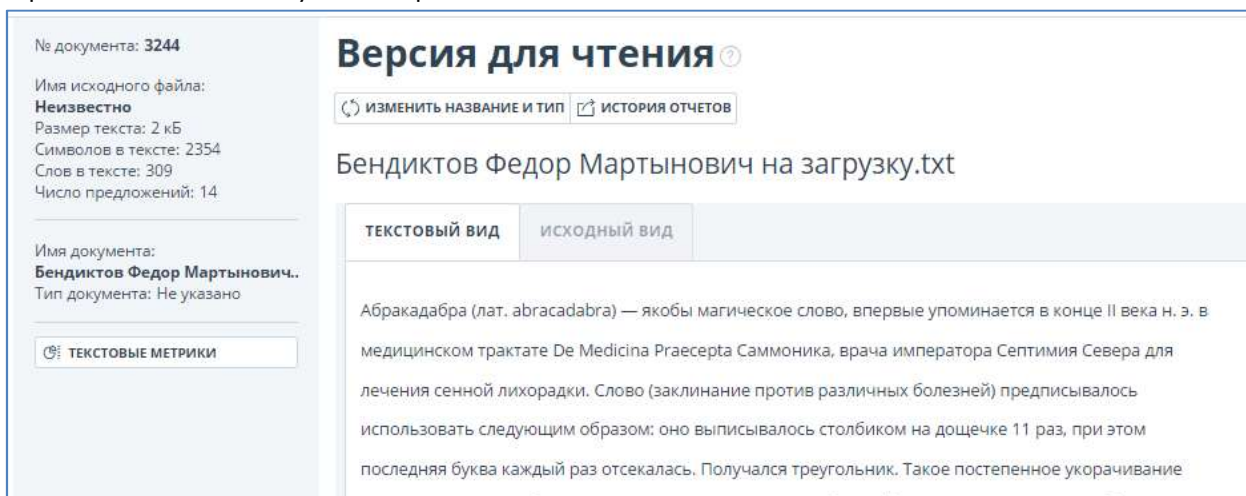 № документа: 3244
Имя исходного файла:
Неизвестно
Размер текста: 2 кБ
Символов в тексте: 2354
Слов в тексте: 309
Число предложений: 14
Имя документа:
Бендиктов Федор Мартынович..
Тип документа: Не указано
ТЕКСТОВЫЕ МЕТРИКИ
Версия для чтения ?
ИЗМЕНИТЬ НАЗВАНИЕ И ТИП ИСТОРИЯ ОТЧЕТОВ
Бендиктов Федор Мартынович на загрузку.txt
ТЕКСТОВЫЙ ВИД ИСХОДНЫЙ ВИД
Абракадабра (лат. abracadabra) — якобы магическое слово, впервые упоминается в конце II века н. э. в
медицинском трактате De Medicina Praecepta Саммоника, врача императора Септимия Севера для
лечения сенной лихорадки. Слово (заклинание против различных болезней) предписывалось
использовать следующим образом: оно выписывалось столбиком на дощечке 11 раз, при этом
последняя буква каждый раз отсекалась. Получался треугольник. Такое постепенное укорачивание